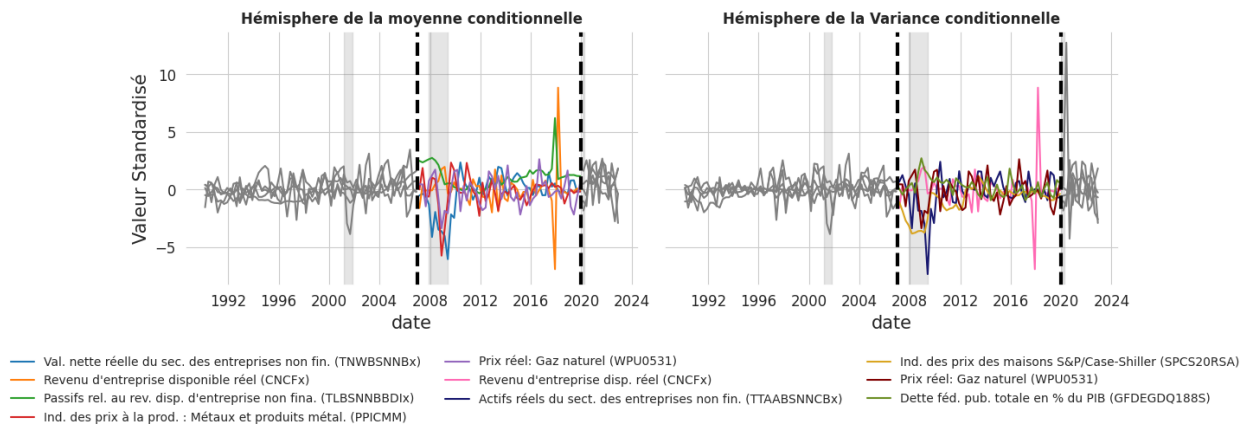 Hémisphere de la moyenne conditionnelle
Hémisphere de la Variance conditionnelle
Valeur Standardisé
10
5
0
−5
1992 1996 2000 2004 2008 2012 2016 2020 2024
1992 1996 2000 2004 2008 2012 2016 2020 2024
date
date
Val. nette réelle du sec. des entreprises non fin. (TNWBSNNBx)
Revenu d'entreprise disponible réel (CNCFx)
Passifs rel. au rev. disp. d'entreprise non fina. (TLBSNNBBDIx)
Ind. des prix à la prod. : Métaux et produits métal. (PPICMM)
Prix réel: Gaz naturel (WPU0531)
Revenu d'entreprise disp. réel (CNCFx)
Actifs réels du sect. des entreprises non fin. (TTAABSNNCBx)
Ind. des prix des maisons S&P/Case-Shiller (SPCS20RSA)
Prix réel: Gaz naturel (WPU0531)
Dette féd. pub. totale en % du PIB (GFDEGDQ188S)